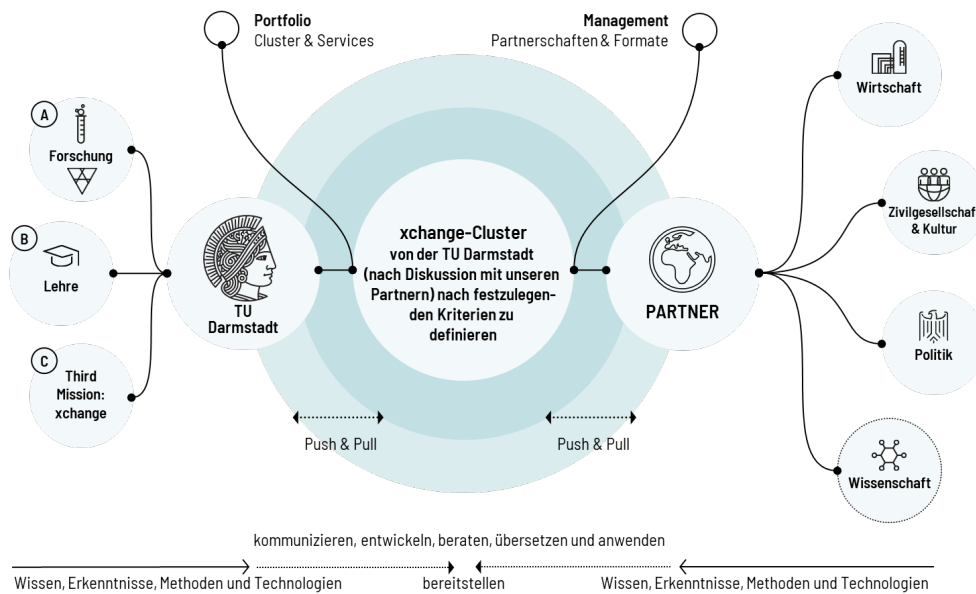 Portfolio
Cluster & Services
Management
Partnerschaften & Formate
A
Forschung
B
Lehre
C
Third
Mission:
xchange
TU
Darmstadt
xchange-Cluster
von der TU Darmstadt
(nach Diskussion mit unseren
Partnern) nach festzulegen-
den Kriterien zu
definieren
PARTNER
Wirtschaft
Zivilgesellschaf
& Kultur
Politik
Wissenschaft
Push & Pull
Push & Pull
kommunizieren, entwickeln, beraten, übersetzen und anwenden
Wissen, Erkenntnisse, Methoden und Technologien
bereitstellen
Wissen, Erkenntnisse, Methoden und Technologien